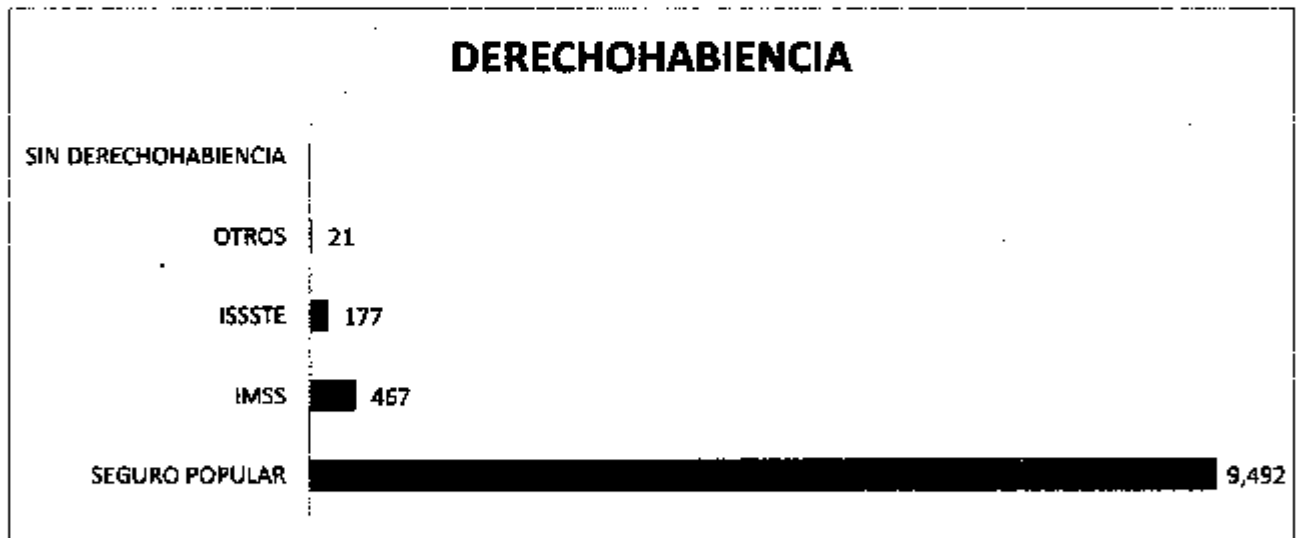 DERECHOHABIENCIA
SIN DERECHOHABIENCIA
OTROS 21
ISSSTE 177
IMSS 467
SEGURO POPULAR 9,492